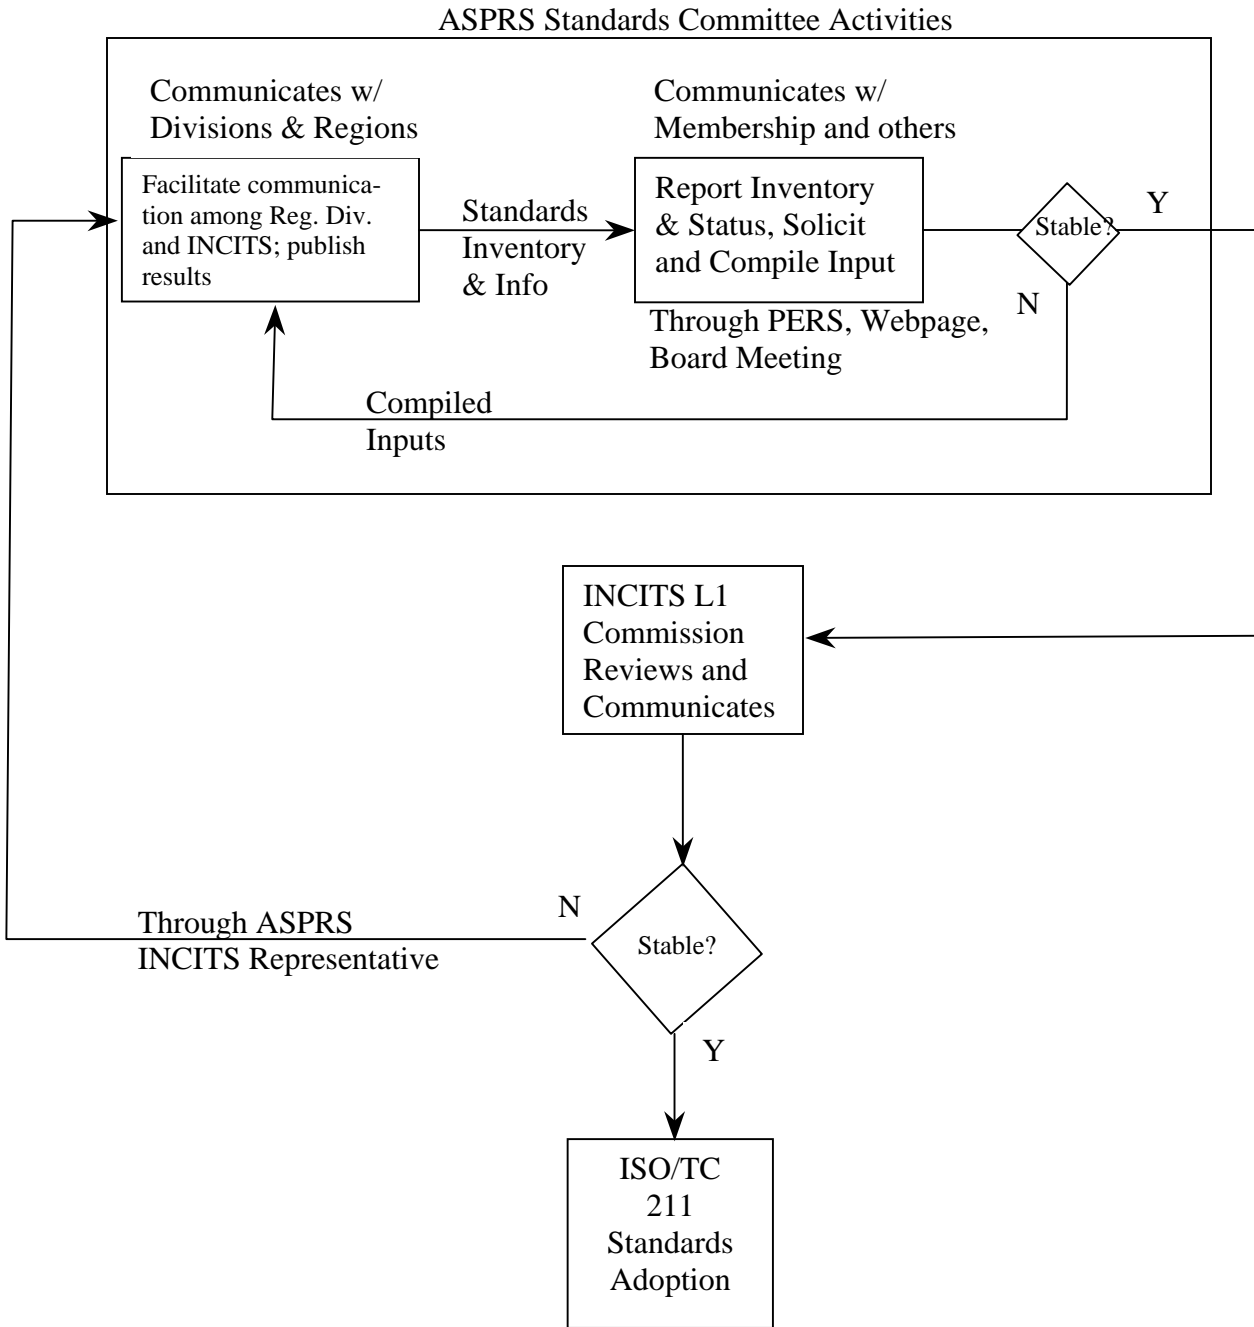 ASPRS Standards Committee Activities
Communicates w/
Divisions & Regions
Facilitate communica-
tion among Reg. Div.
and INCITS; publish
results
Standards
Inventory
& Info
Communicates w/
Membership and others
Report Inventory
& Status, Solicit
and Compile Input
Through PERS, Webpage,
Board Meeting
Stable?
Y
N
Compiled
Inputs
INCITS L1
Commission
Reviews and
Communicates
Stable?
N
Through ASPRS
INCITS Representative
Y
ISO/TC
211
Standards
Adoption